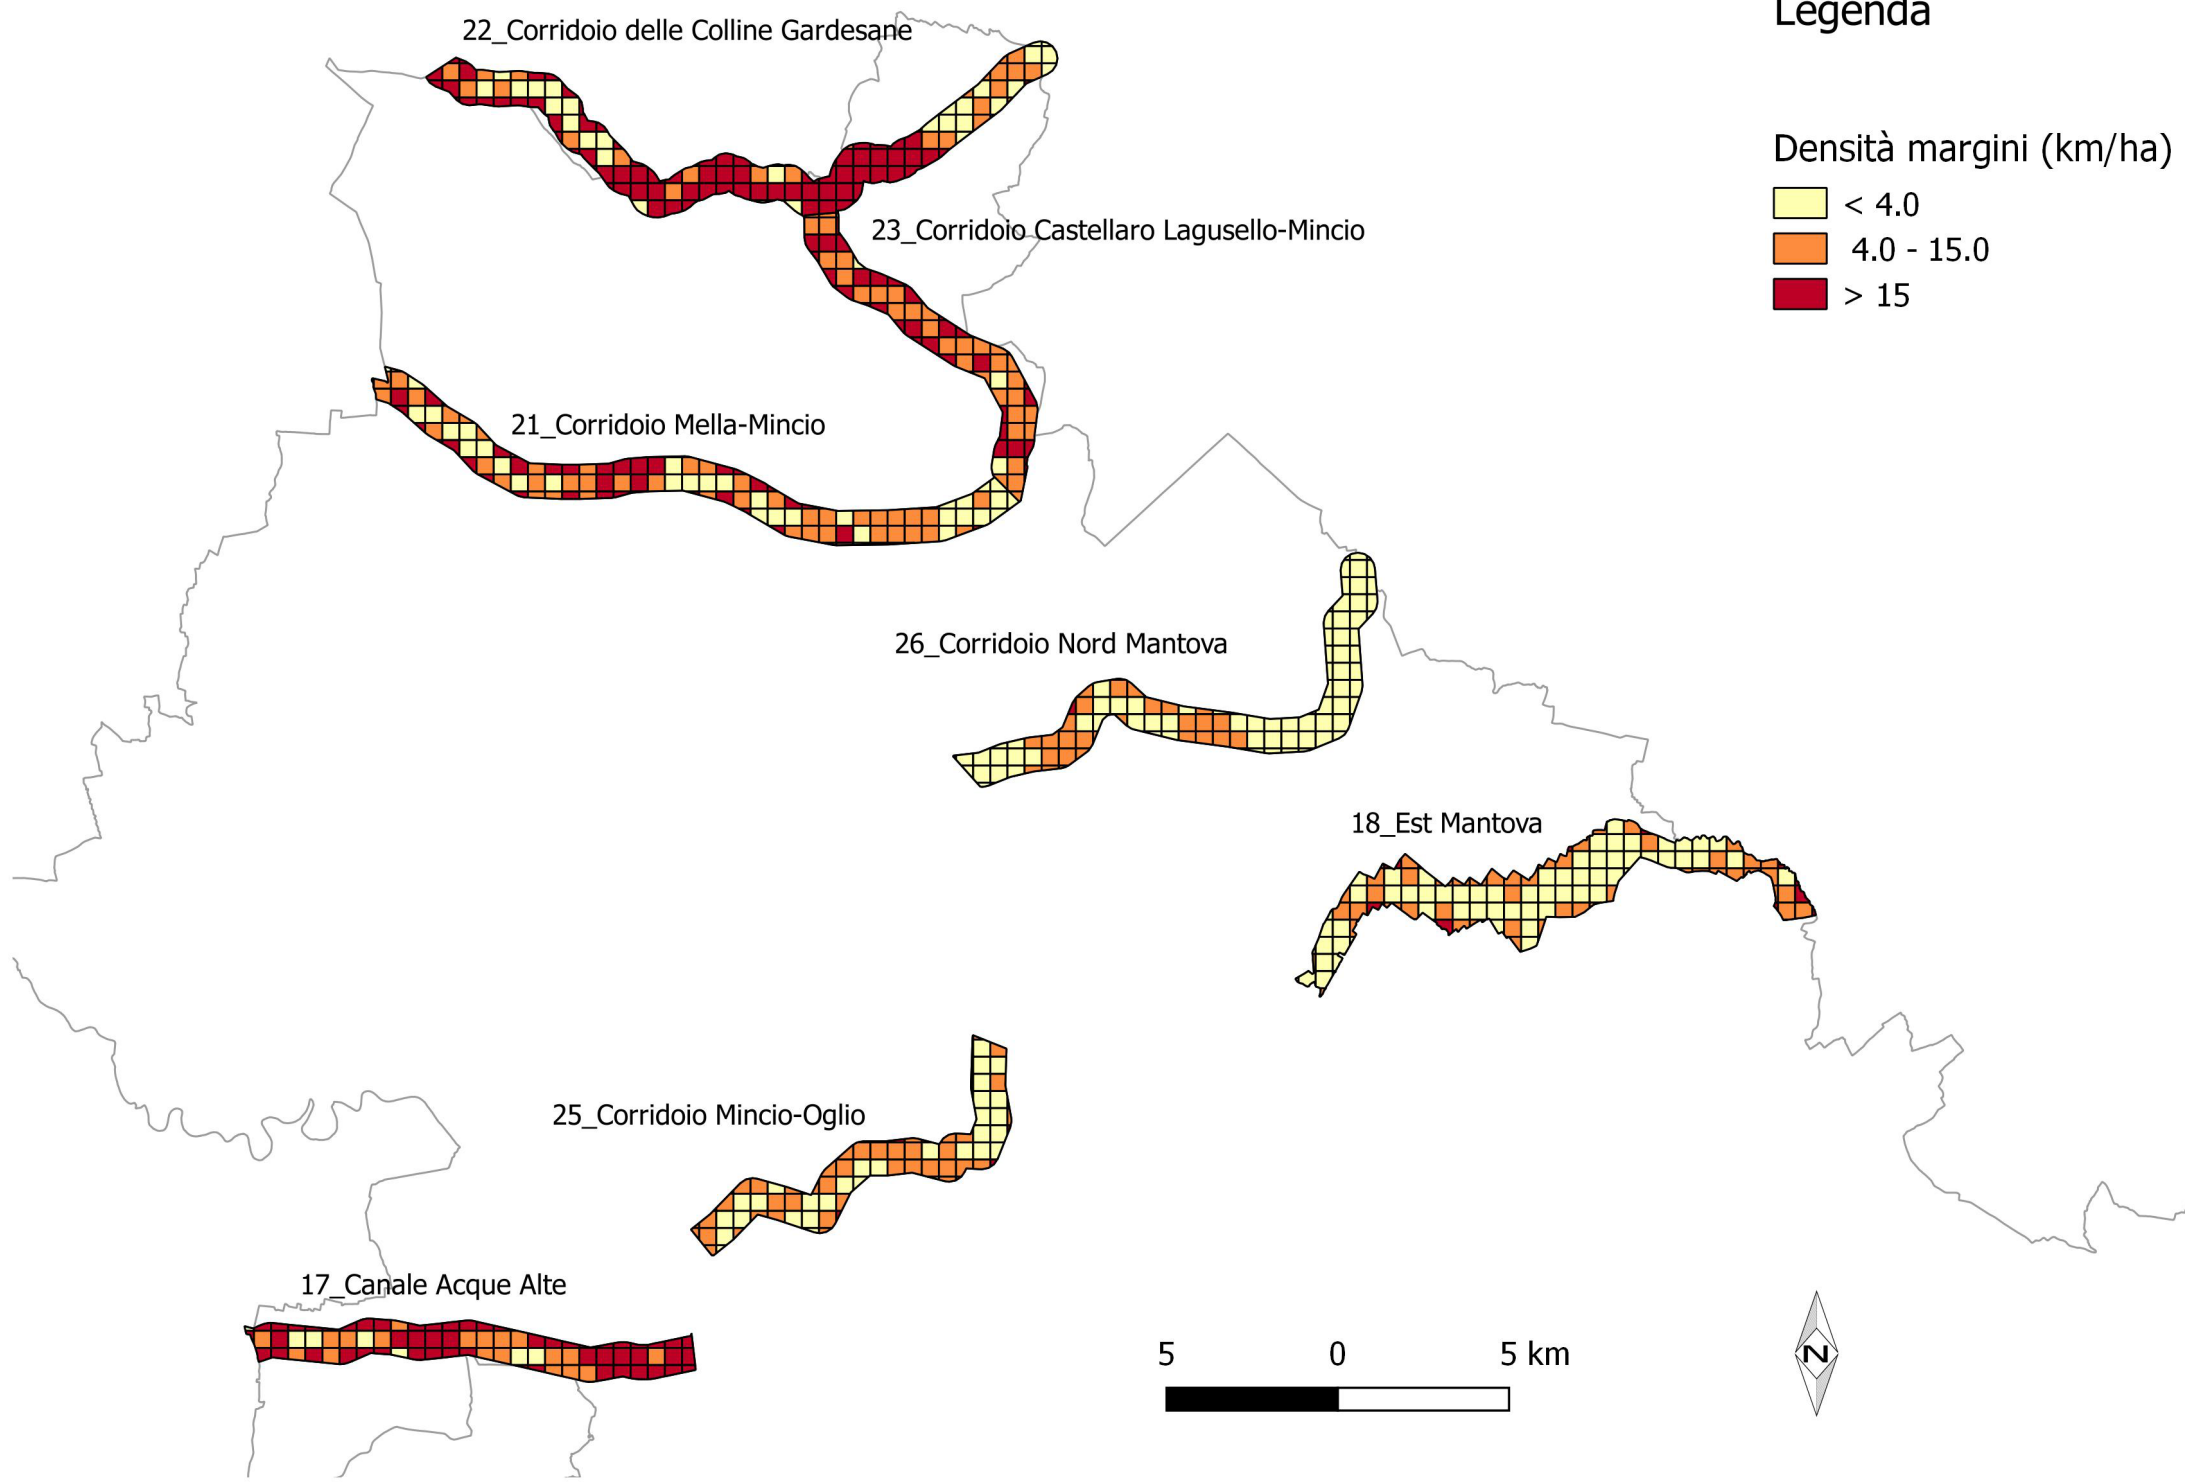 Legenda
22_Corridoio delle Colline Gardesane
Densità margini (km/ha)
< 4.0
4.0 - 15.0
> 15
23_Corridoio Castellaro Lagusello-Mincio
21_Corridoio Mella-Mincio
26_Corridoio Nord Mantova
18_Est Mantova
25_Corridoio Mincio-Oglio
17_Canale Acque Alte
5 0 5 km
N